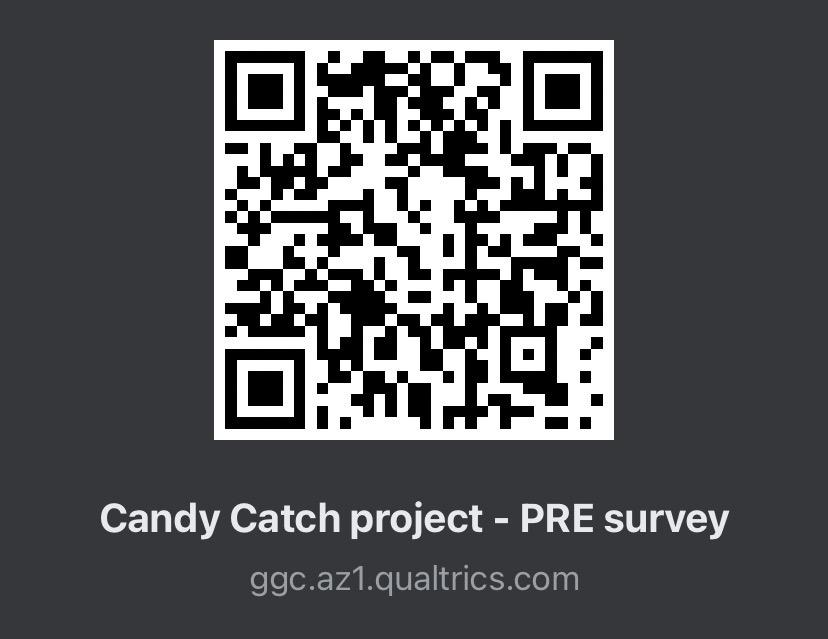 Candy Catch project - PRE survey
ggc.az1.qualtrics.com